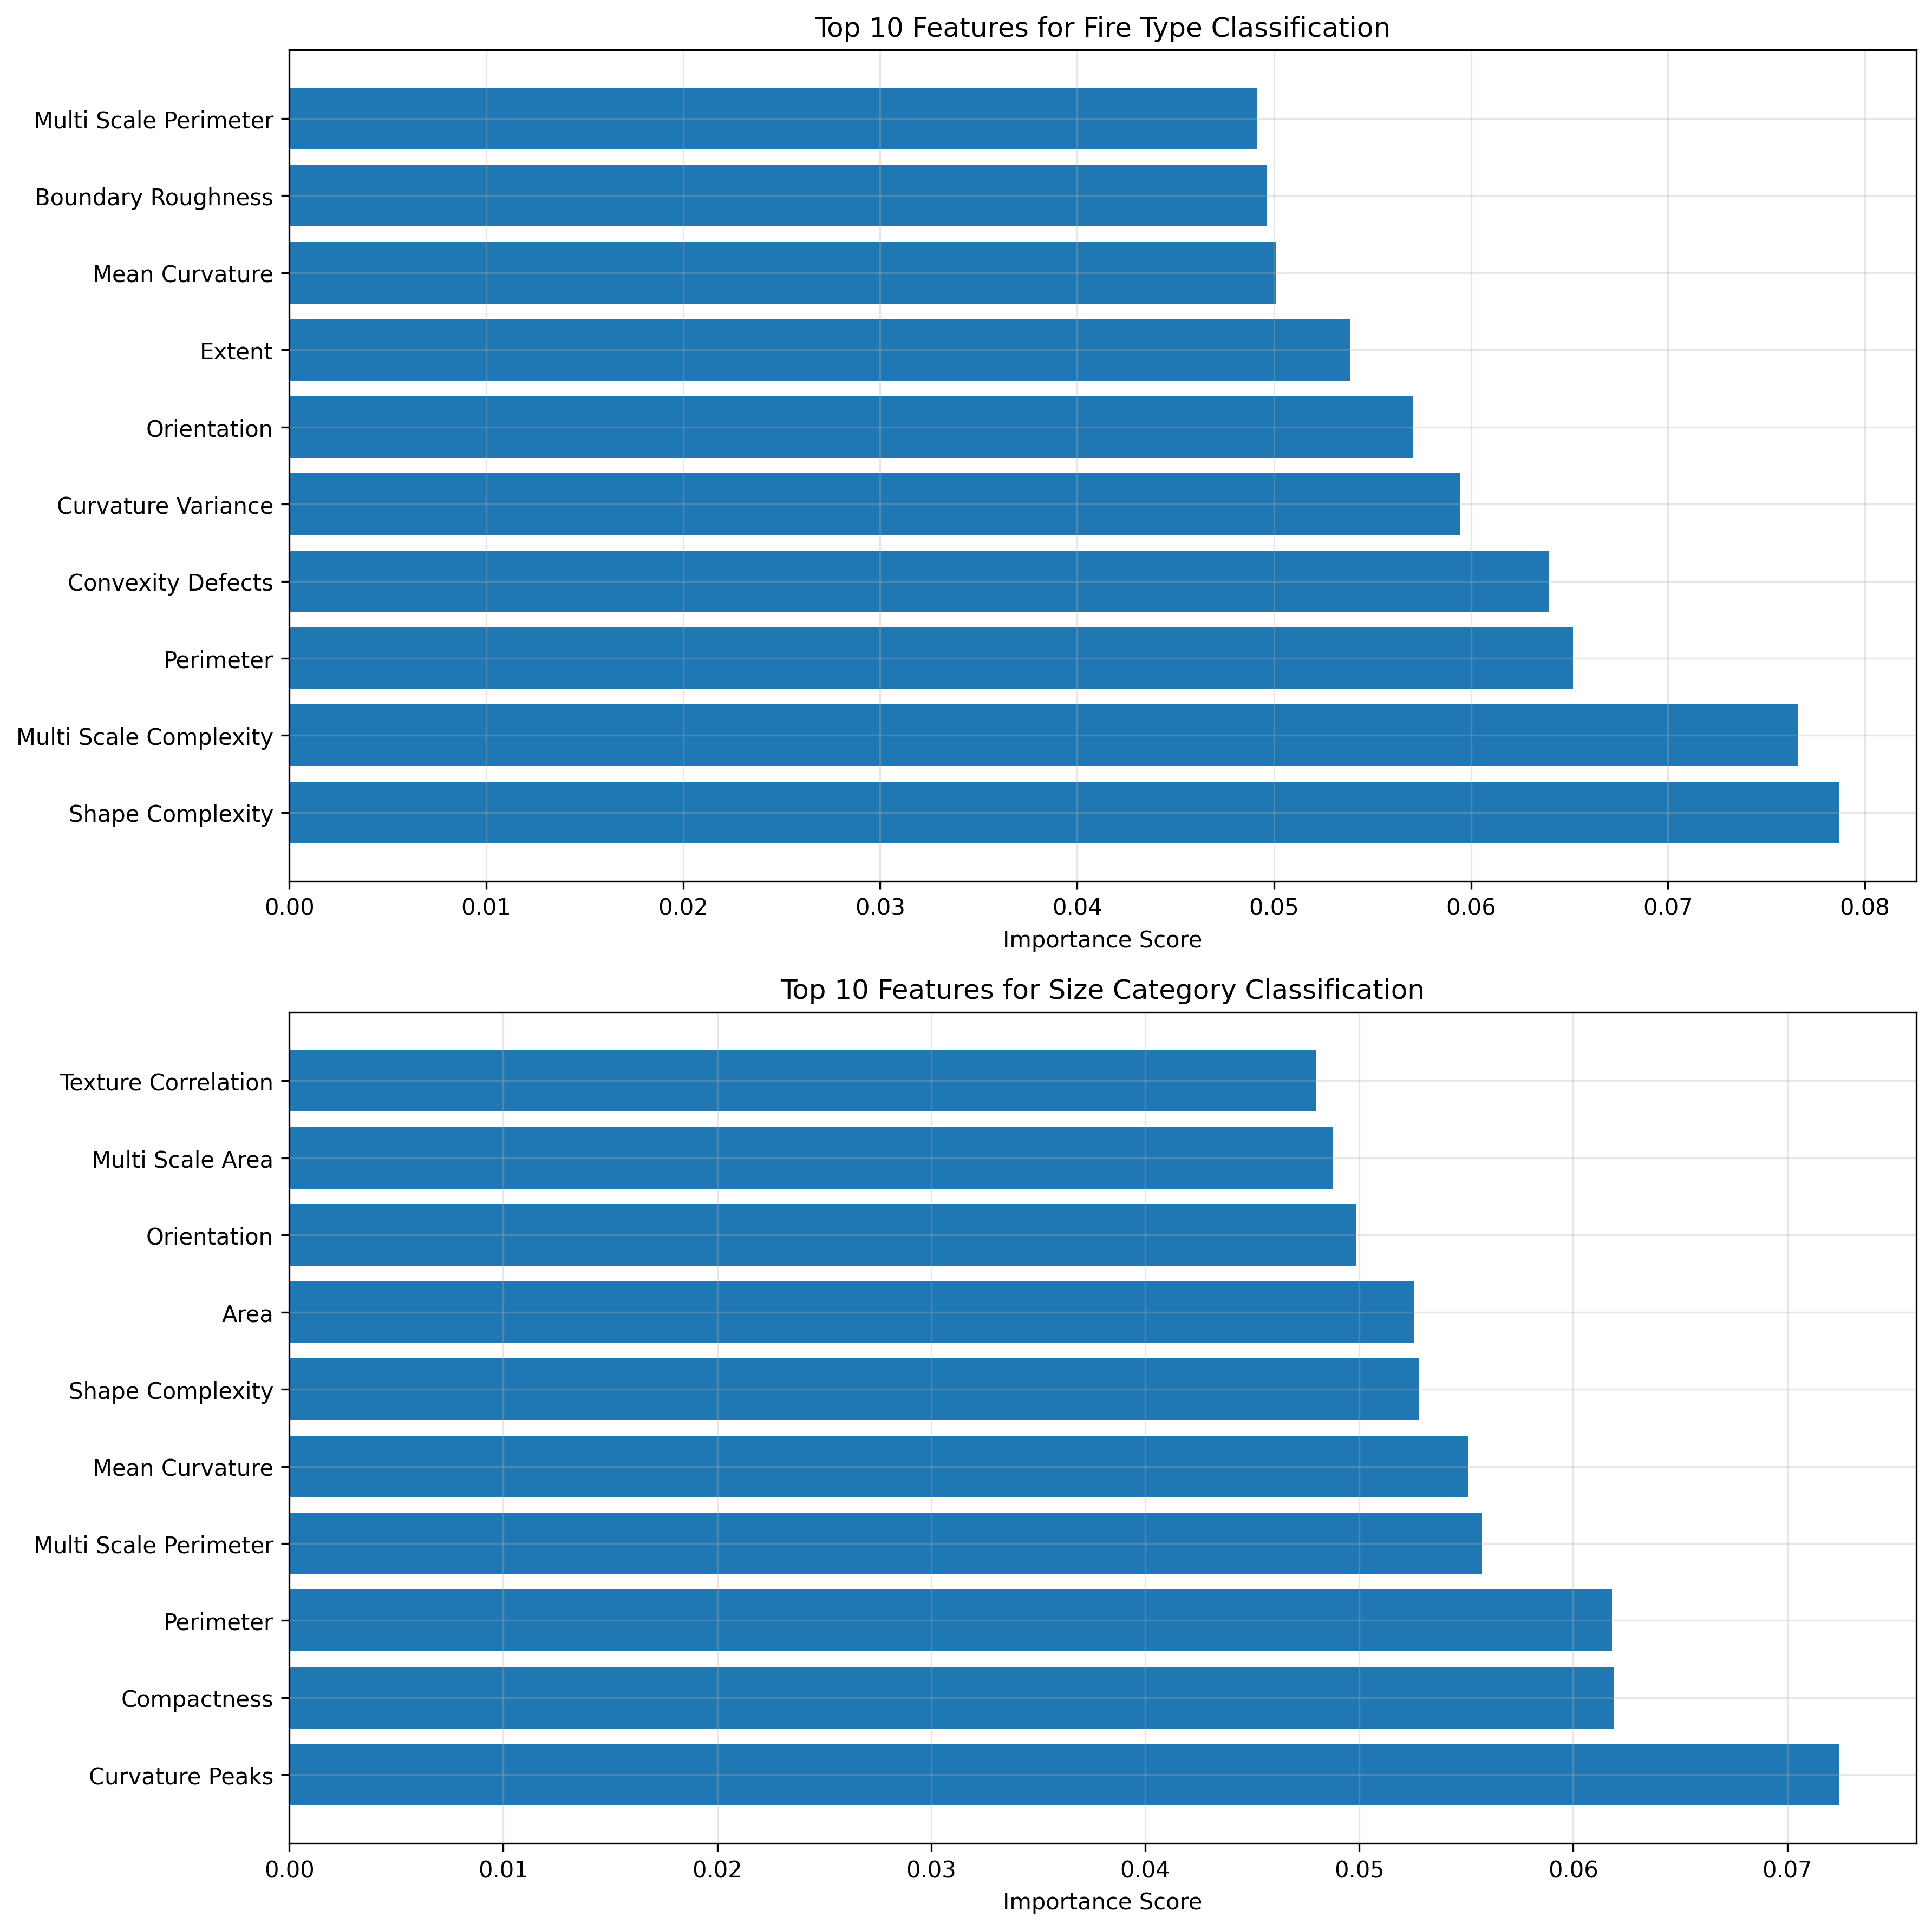 Top 10 Features for Fire Type Classification
Multi Scale Perimeter
Boundary Roughness
Mean Curvature
Extent
Orientation
Curvature Variance
Convexity Defects
Perimeter
Multi Scale Complexity
Shape Complexity
0.00 0.01 0.02 0.03 0.04 0.05 0.06 0.07 0.08
Importance Score
Top 10 Features for Size Category Classification
Texture Correlation
Multi Scale Area
Orientation
Area
Shape Complexity
Mean Curvature
Multi Scale Perimeter
Perimeter
Compactness
Curvature Peaks
0.00 0.01 0.02 0.03 0.04 0.05 0.06 0.07
Importance Score